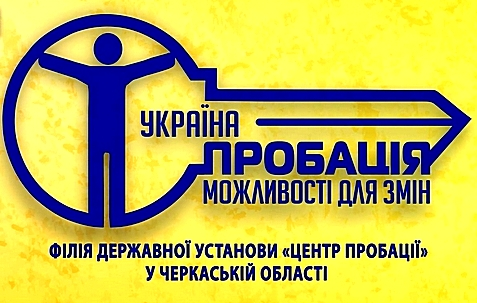 УКРАЇНА
ПРОБАЦІЯ
МОЖЛИВОСТІ ДЛЯ ЗМІН
ФІЛІЯ ДЕРЖАВНОЇ УСТАНОВИ «ЦЕНТР ПРОБАЦІЇ»
У ЧЕРКАСЬКІЙ ОБЛАСТІ